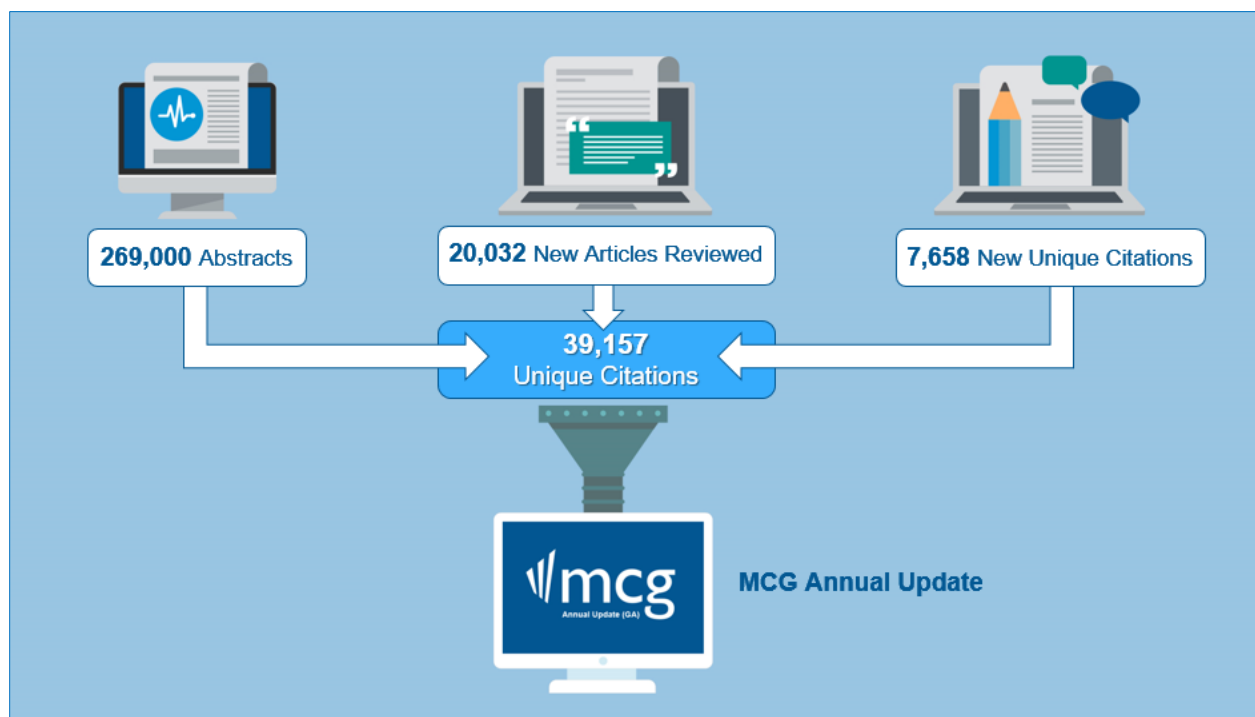 269,000 Abstracts
20,032 New Articles Reviewed
7,658 New Unique Citations
39,157
Unique Citations
mcg
Annual Update (GA)
MCG Annual Update